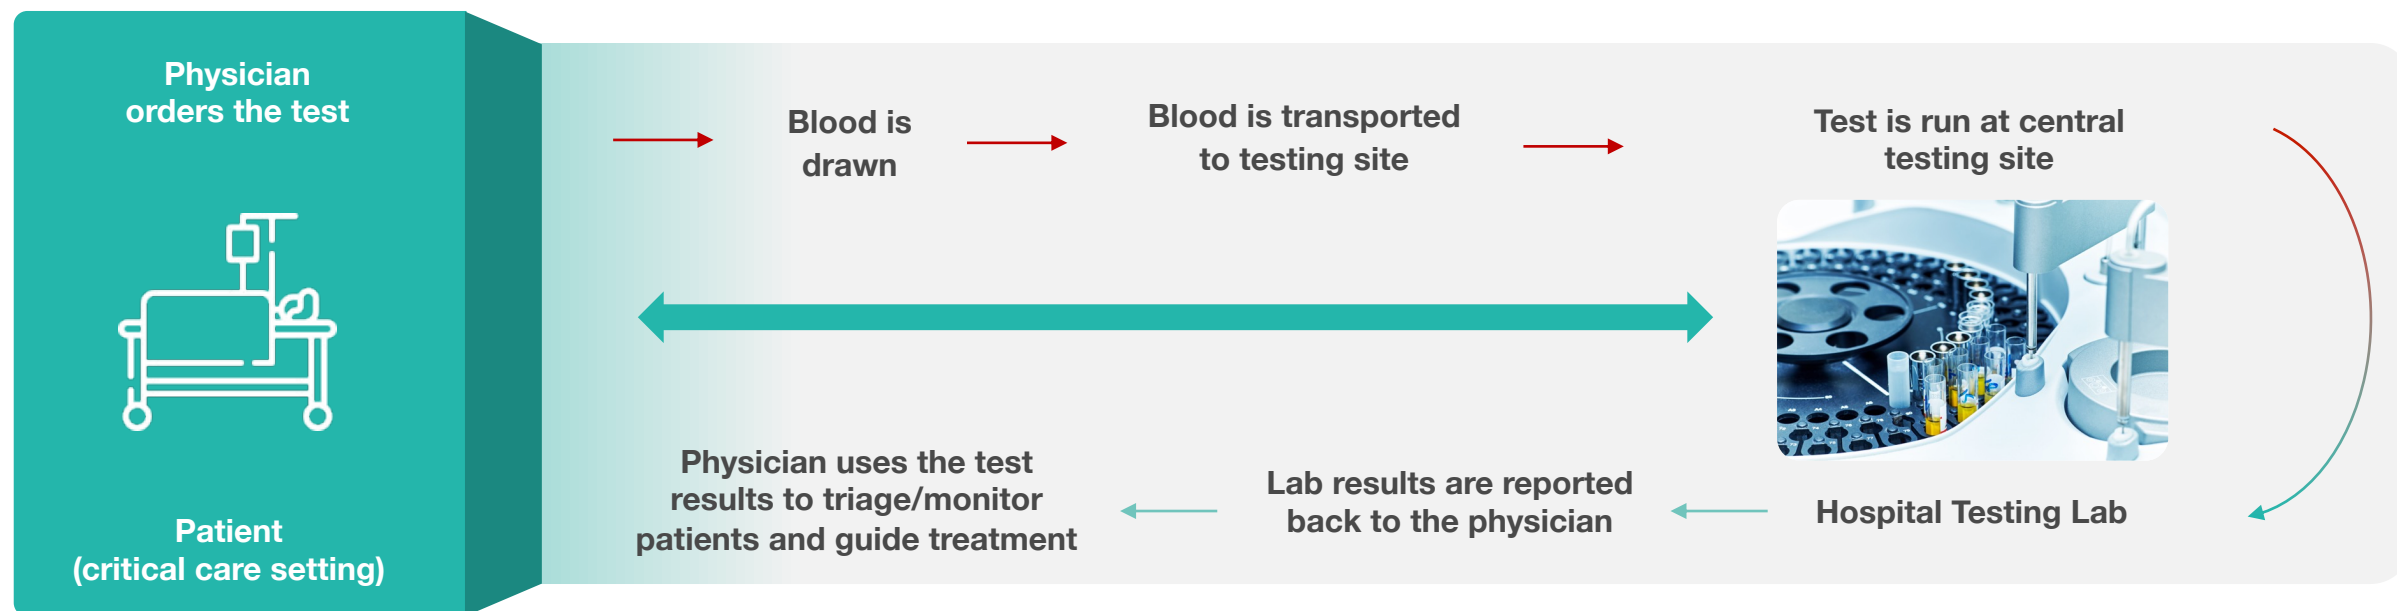 Physician
orders the test
Patient
(critical care setting)
Blood is
drawn
Blood is transported
to testing site
Test is run at central
testing site
Hospital Testing Lab
Lab results are reported
back to the physician
Physician uses the test
results to triage/monitor
patients and guide treatment